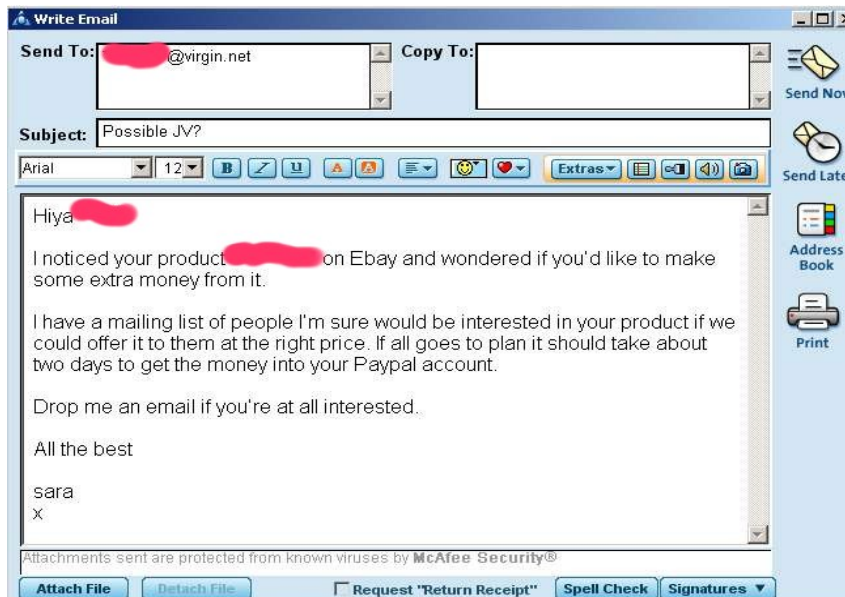 Write Email
Send To:
@virgin.net
Copy To:
Send Now
Subject: Possible JV?
Arial 12 B I U A A Extras
Send Late
Hiya
I noticed your product on Ebay and wondered if you'd like to make
some extra money from it.
Address
Book
I have a mailing list of people I'm sure would be interested in your product if we
could offer it to them at the right price. If all goes to plan it should take about
two days to get the money into your Paypal account.
Print
Drop me an email if you're at all interested.
All the best
sara
x
Attachments sent are protected from known viruses by McAfee Security®
Attach File Detach File Request "Return Receipt" Spell Check Signatures